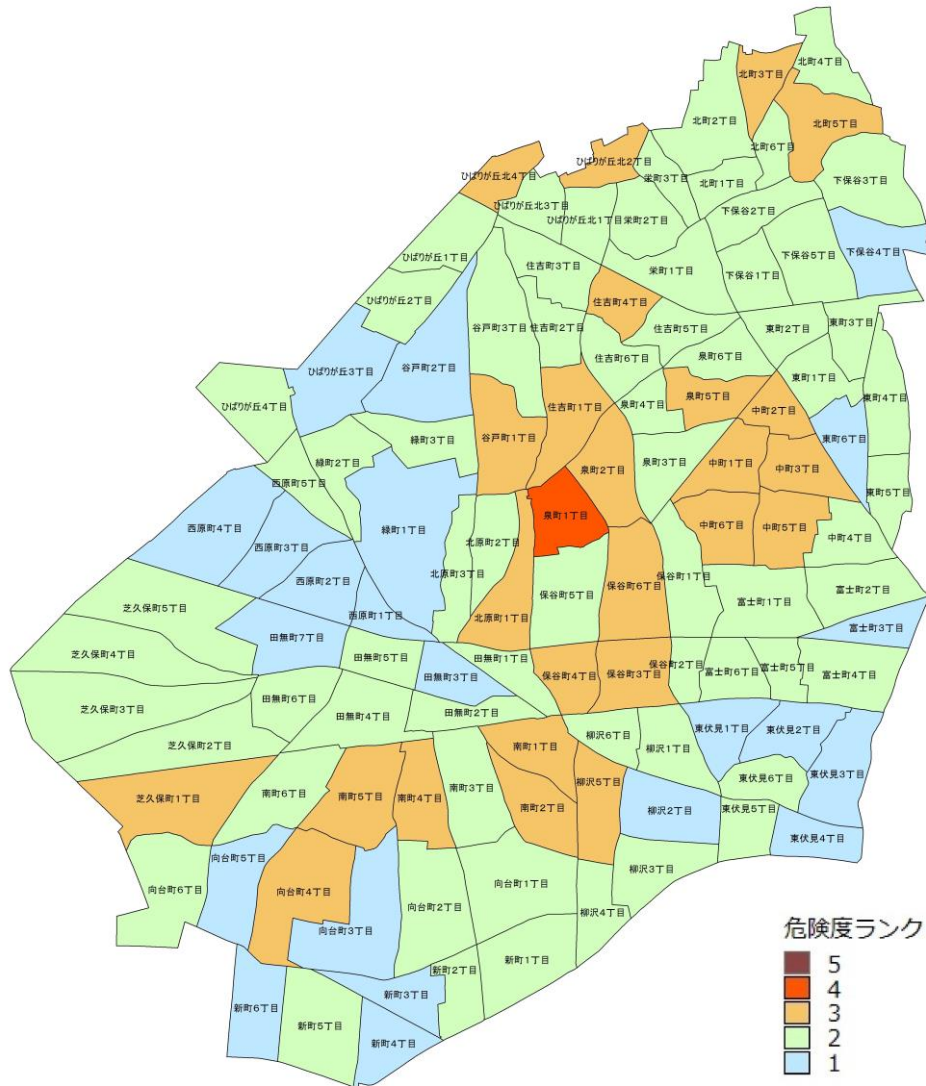 北町4丁目
北町3丁目
北町5丁目
北町2丁目
北町6丁目
ひばりが丘北2丁目
ひばりが丘北4丁目
栄町3丁目
北町1丁目
下保谷3丁目
ひばりが丘北3丁目
ひばりが丘北1丁目
栄町2丁目
下保谷2丁目
下保谷4丁目
ひばりが丘1丁目
住吉町3丁目
栄町1丁目
下保谷1丁目
下保谷5丁目
ひばりが丘2丁目
住吉町4丁目
谷戸町3丁目
住吉町2丁目
住吉町5丁目
東町2丁目
東町3丁目
ひばりが丘3丁目
谷戸町2丁目
住吉町6丁目
泉町6丁目
東町1丁目
泉町5丁目
東町4丁目
ひばりが丘4丁目
住吉町1丁目
泉町4丁目
中町2丁目
谷戸町1丁目
緑町3丁目
東町6丁目
緑町2丁目
泉町2丁目
泉町3丁目
中町1丁目
中町3丁目
西原町5丁目
東町5丁目
泉町1丁目
西原町4丁目
緑町1丁目
中町6丁目
中町5丁目
中町4丁目
西原町3丁目
北原町2丁目
西原町2丁目
北原町3丁目
保谷町1丁目
保谷町6丁目
富士町2丁目
芝久保町5丁目
西原町1丁目
北原町1丁目
保谷町5丁目
富士町1丁目
富士町3丁目
田無町7丁目
芝久保町4丁目
田無町5丁目
田無町1丁目
保谷町2丁目
富士町5丁目
田無町3丁目
保谷町4丁目
保谷町3丁目
富士町6丁目
富士町4丁目
芝久保町3丁目
田無町6丁目
田無町4丁目
田無町2丁目
芝久保町2丁目
南町1丁目
柳沢6丁目
柳沢1丁目
東伏見1丁目
東伏見2丁目
芝久保町1丁目
南町6丁目
南町5丁目
南町4丁目
南町3丁目
南町2丁目
柳沢5丁目
柳沢2丁目
東伏見6丁目
東伏見3丁目
東伏見5丁目
東伏見4丁目
向台町5丁目
向台町6丁目
向台町4丁目
向台町3丁目
向台町2丁目
向台町1丁目
柳沢3丁目
柳沢4丁目
新町6丁目
新町5丁目
新町3丁目
新町4丁目
新町2丁目
新町1丁目
危険度ランク
5
4
3
2
1